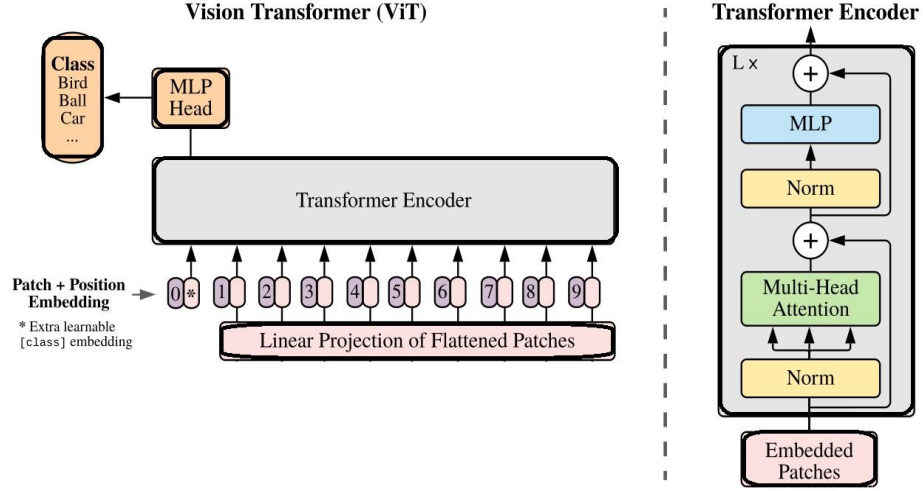 Vision Transformer (ViT)
Class
Bird
Ball
Car
...
MLP
Head
Transformer Encoder
Patch + Position
Embedding
* Extra learnable
[class] embedding
0 * 1 2 3 4 5 6 7 8 9
Linear Projection of Flattened Patches
Transformer Encoder
L ×
+
MLP
Norm
+
Multi-Head
Attention
Norm
Embedded
Patches